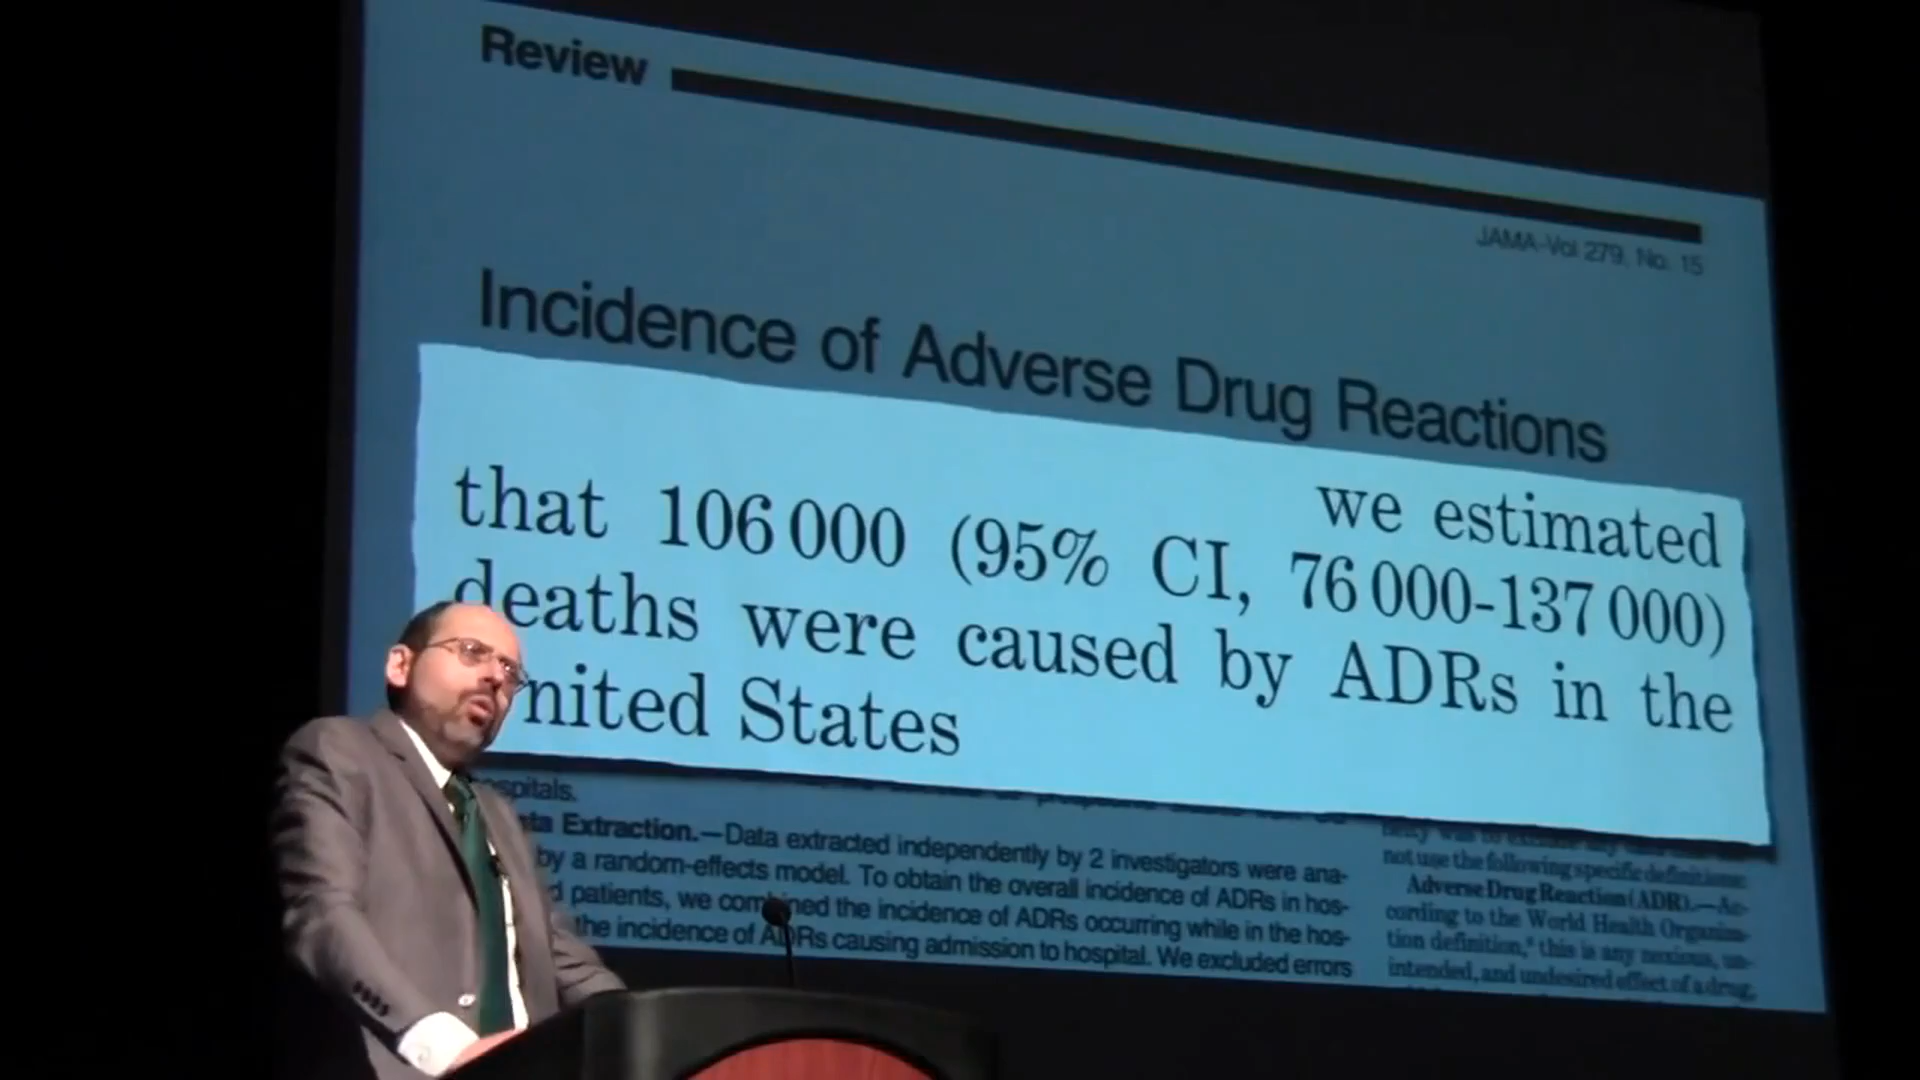 Review
JAMA-Vol 279, No. 15
Incidence of Adverse Drug Reactions
we estimated
that 106 000 (95% CI, 76 000-137 000)
deaths were caused by ADRs in the
nited States
spitals.
ta Extraction.—Data extracted independently by 2 investigators were ana-
by a random-effects model. To obtain the overall incidence of ADRs in hos-
d patients, we combined the incidence of ADRs occurring while in the hos-
the incidence of ADRs causing admission to hospital. We excluded errors
not use the following specific definitions:
Adverse Drug Reaction (ADR).—Ac-
cording to the World Health Organiza-
tion definition, this is any noxious, un-
intended, and undesired effect of a drug,